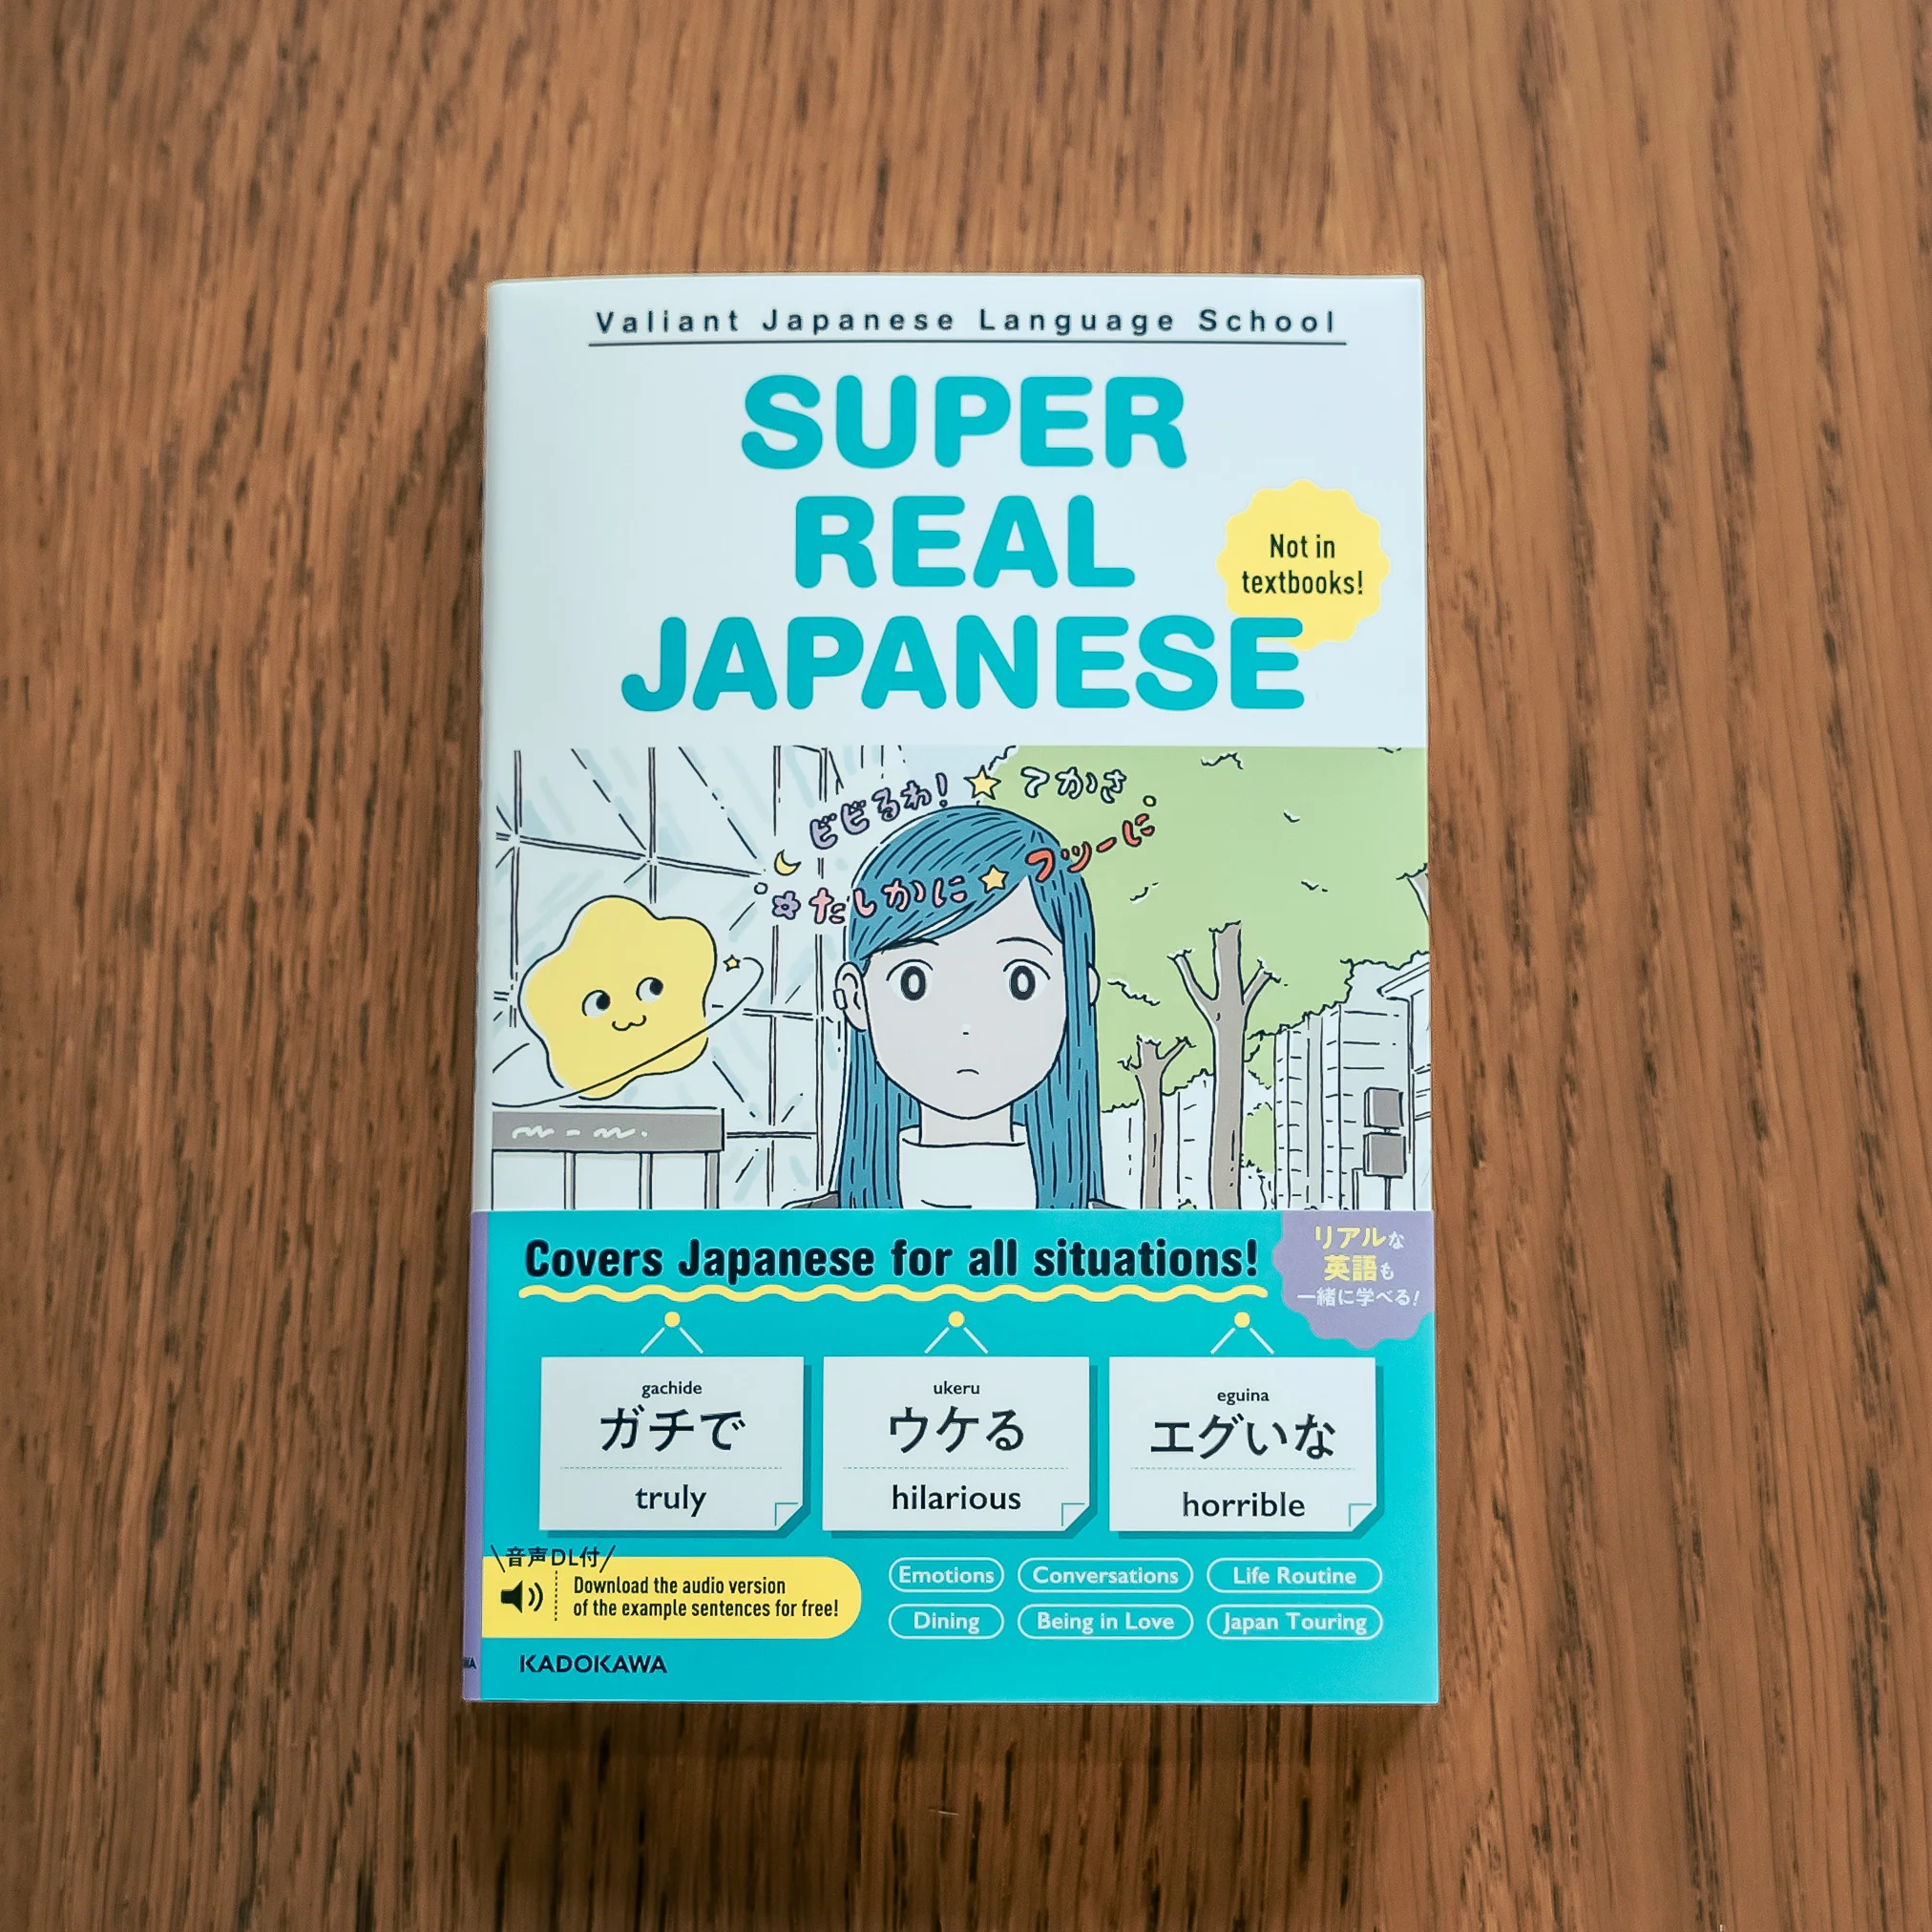 Valiant Japanese Language School
SUPER
REAL
JAPANESE
Not in
textbooks!
ビビるわ! てかさ
たしかに フツーに
Covers Japanese for all situations!
リアルな
英語も
一緒に学べる!
gachide
ガチで
truly
ukeru
ウケる
hilarious
eguina
エグいな
horrible
音声DL付
Download the audio version
of the example sentences for free!
Emotions Conversations Life Routine
Dining Being in Love Japan Touring
KADOKAWA